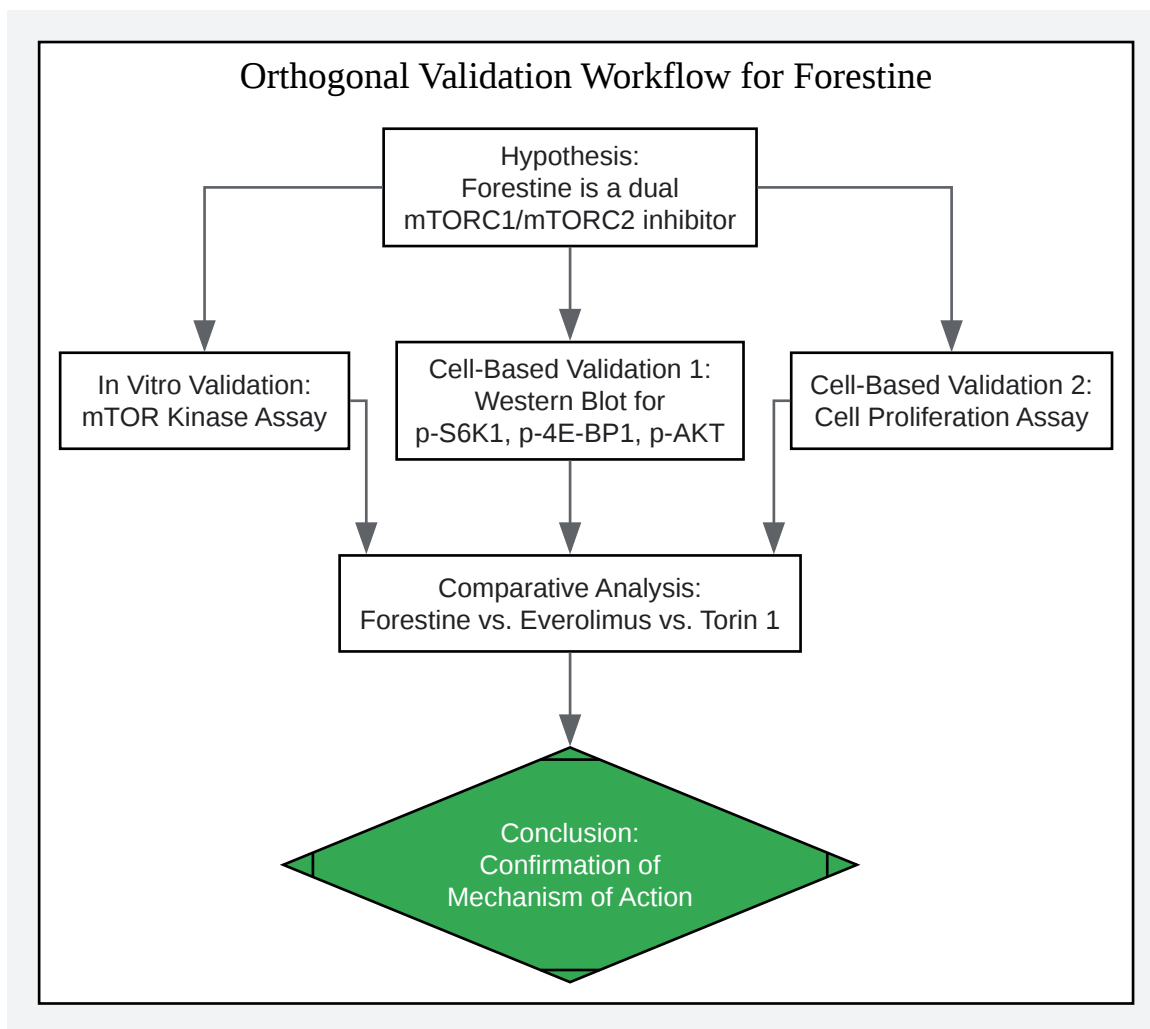 Orthogonal Validation Workflow for Forestine
Hypothesis:
Forestine is a dual
mTORC1/mTORC2 inhibitor
In Vitro Validation:
mTOR Kinase Assay
Cell-Based Validation 1:
Western Blot for
p-S6K1, p-4E-BP1, p-AKT
Cell-Based Validation 2:
Cell Proliferation Assay
Comparative Analysis:
Forestine vs. Everolimus vs. Torin 1
Conclusion:
Confirmation of
Mechanism of Action